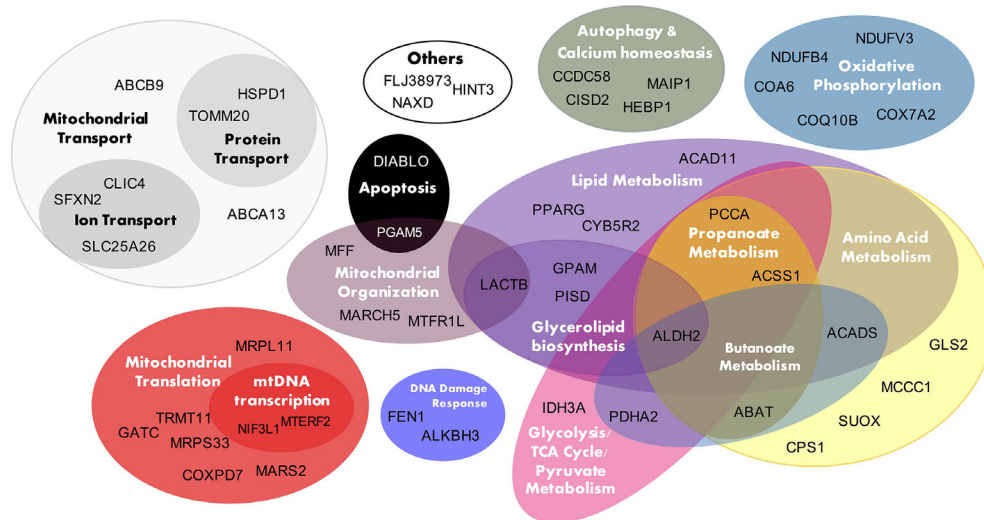 ABCB9
Mitochondrial
Transport
HSPD1
TOMM20
Protein
Transport
CLIC4
SFXN2
Ion Transport
SLC25A26
ABCA13
Others
FLJ38973
HINT3
NAXD
Autophagy &
Calcium homeostasis
CCDC58
MAIP1
CISD2
HEBP1
NDUFV3
NDUFB4
Oxidative
Phosphorylation
COA6
COX7A2
COQ10B
DIABLO
Apoptosis
PGAM5
MFF
Mitochondrial
Organization
MARCH5
MTFR1L
LACTB
ACAD11
Lipid Metabolism
PPARG
CYB5R2
GPAM
PISD
Glycerolipid
biosynthesis
ALDH2
PCCA
Propanoate
Metabolism
ACSS1
Amino Acid
Metabolism
ACADS
Butanoate
Metabolism
ABAT
PDHA2
IDH3A
Glycolysis/
TCA Cycle/
Pyruvate
Metabolism
GLS2
MCCC1
SUOX
CPS1
MRPL11
Mitochondrial
Translation
mtDNA
transcription
NIF3L1
MTERF2
TRMT11
GATC
MRPS33
COXPD7
MARS2
DNA Damage
Response
FEN1
ALKBH3